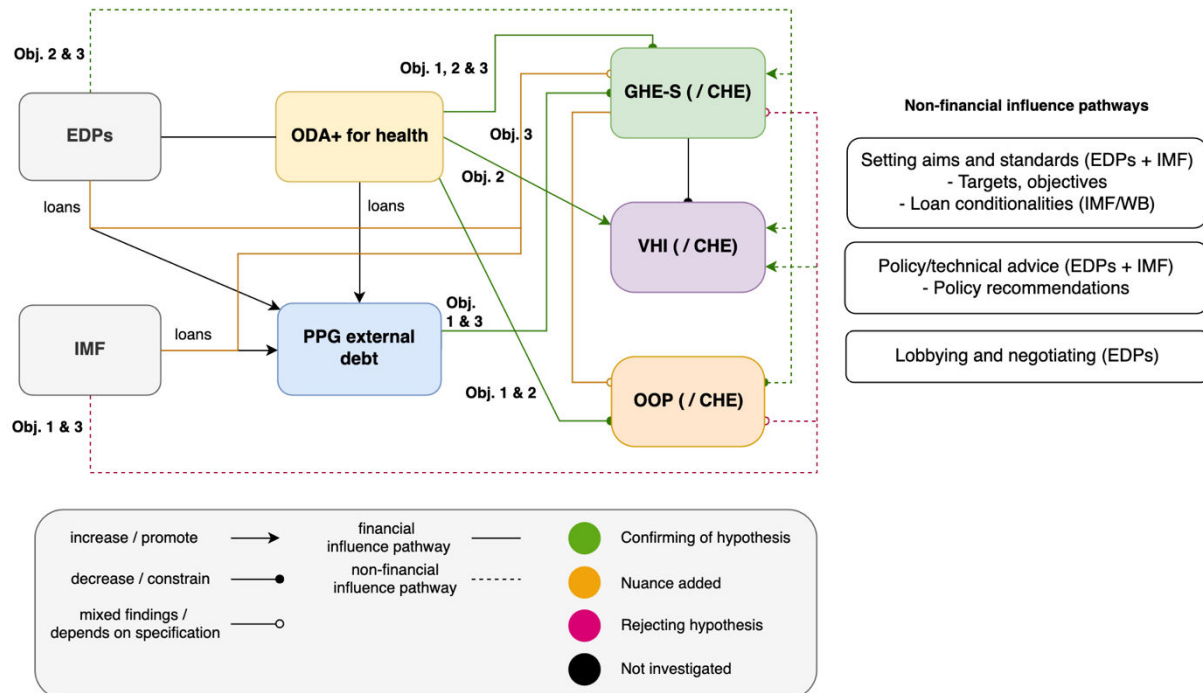 Obj. 2 & 3
Obj. 1, 2 & 3
EDPs
ODA+ for health
GHE-S ( / CHE)
Obj. 3
Obj. 2
loans
loans
VHI ( / CHE)
IMF
loans
PPG external
debt
Obj.
1 & 3
Obj. 1 & 2
OOP ( / CHE)
Obj. 1 & 3
Non-financial influence pathways
Setting aims and standards (EDPs + IMF)
- Targets, objectives
- Loan conditionalities (IMF/WB)
Policy/technical advice (EDPs + IMF)
- Policy recommendations
Lobbying and negotiating (EDPs)
increase / promote
decrease / constrain
mixed findings /
depends on specification
financial
influence pathway
non-financial
influence pathway
Confirming of hypothesis
Nuance added
Rejecting hypothesis
Not investigated